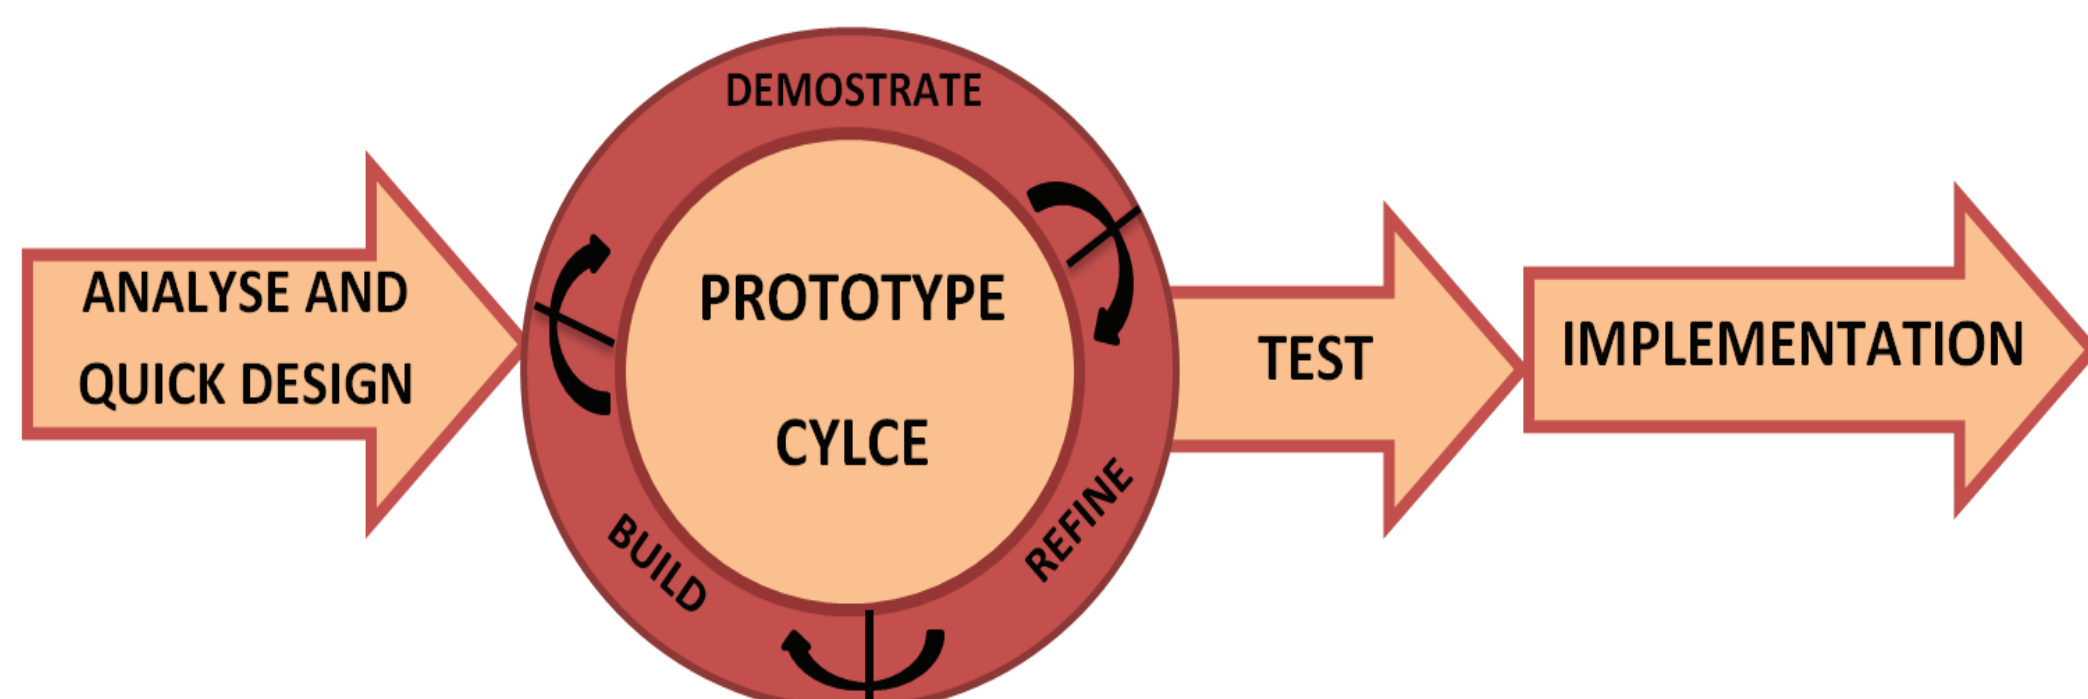 DEMOSTRATE
ANALYSE AND
QUICK DESIGN
PROTOTYPE
CYLCE
BUILD
REFINE
TEST
IMPLEMENTATION